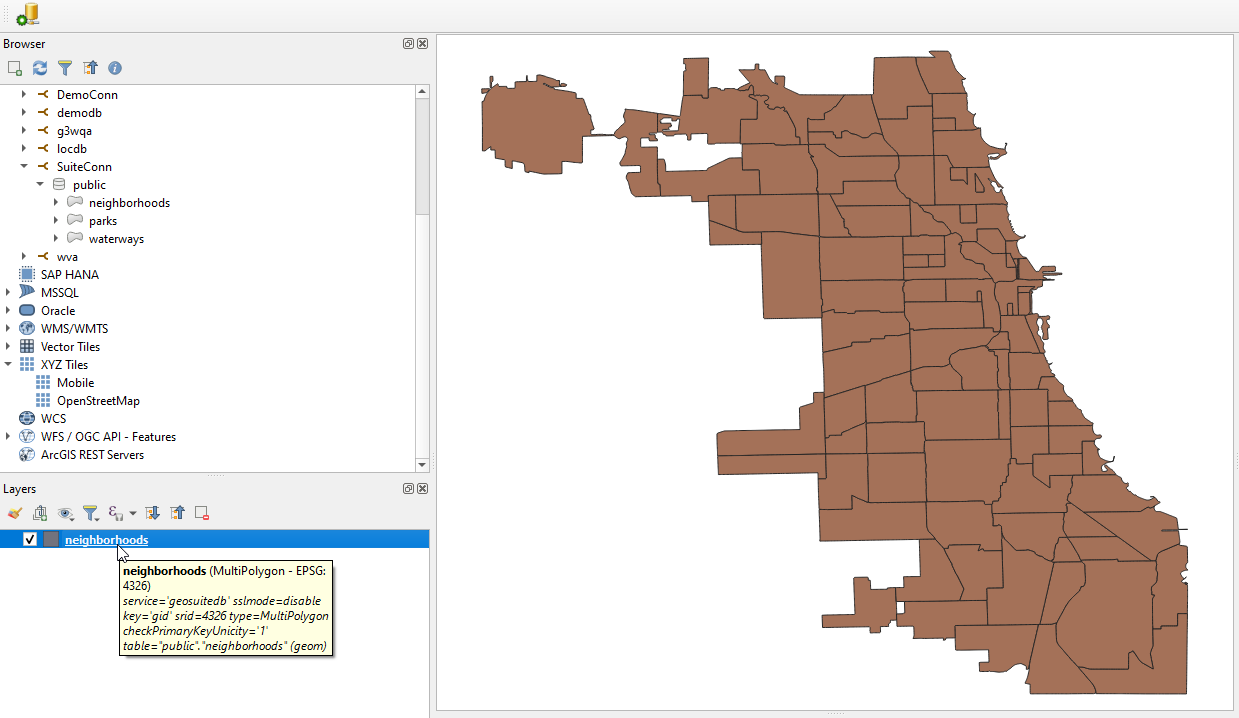 Browser
DemoConn
demodb
g3wqa
locdb
SuiteConn
public
neighborhoods
parks
waterways
wva
SAP HANA
MSSQL
Oracle
WMS/WMTS
Vector Tiles
XYZ Tiles
Mobile
OpenStreetMap
WCS
WFS / OGC API - Features
ArcGIS REST Servers
Layers
neighborhoods
neighborhoods (MultiPolygon - EPSG:
4326)
service='geosuitedb' sslmode=disable
key='gid' srid=4326 type=MultiPolygon
checkPrimaryKeyUnicity='1'
table="public"."neighborhoods" (geom)